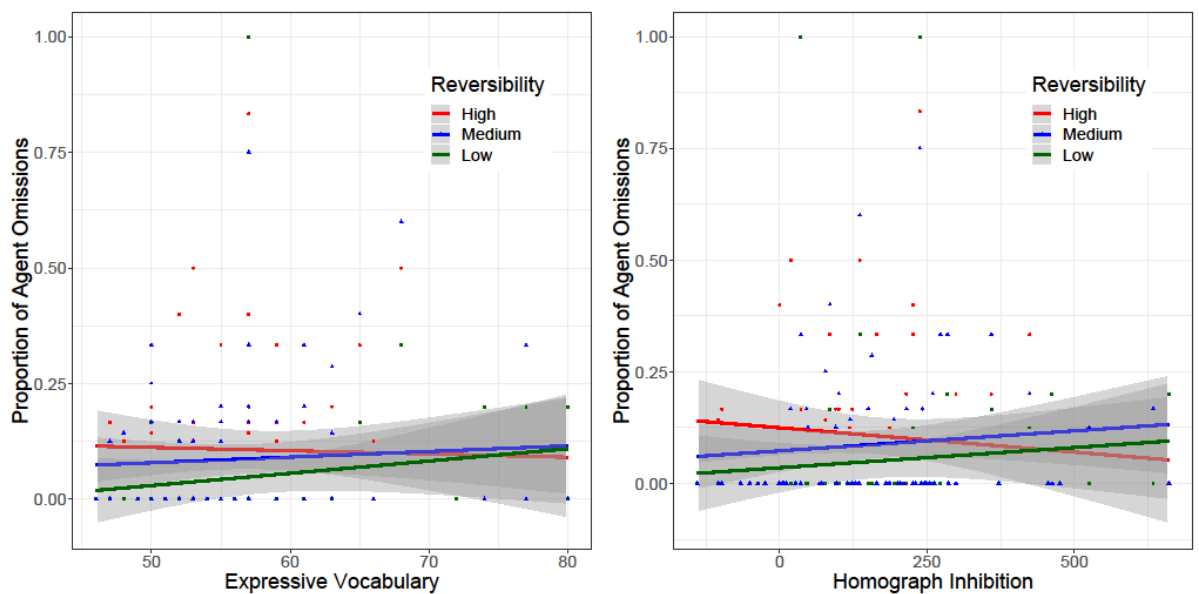 Proportion of Agent Omissions
1.00
0.75
0.50
0.25
0.00
Reversibility
High
Medium
Low
50
60
70
80
Expressive Vocabulary
Proportion of Agent Omissions
1.00
0.75
0.50
0.25
0.00
Reversibility
High
Medium
Low
0
250
500
Homograph Inhibition